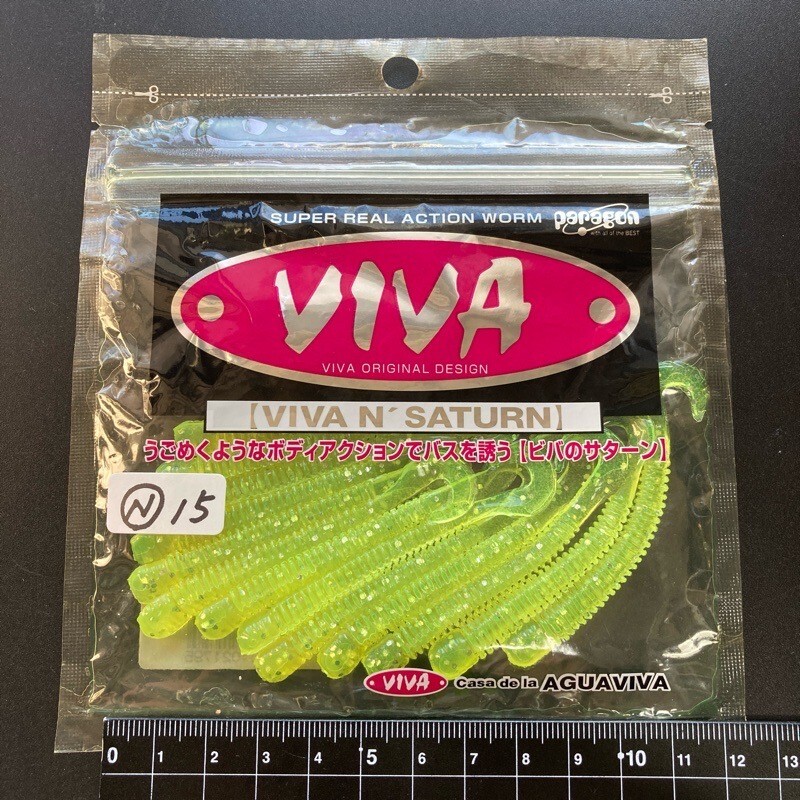 SUPER REAL ACTION WORM paragon
with all of the BEST
VIVA
VIVA ORIGINAL DESIGN
【VIVA N´SATURN】
うごめくようなボディアクションでバスを誘う【ビバのサターン】
Ⓝ 15
VIVA Casa de la AGUAVIVA
0 1 2 3 4 5 6 7 8 9 10 11 12 13